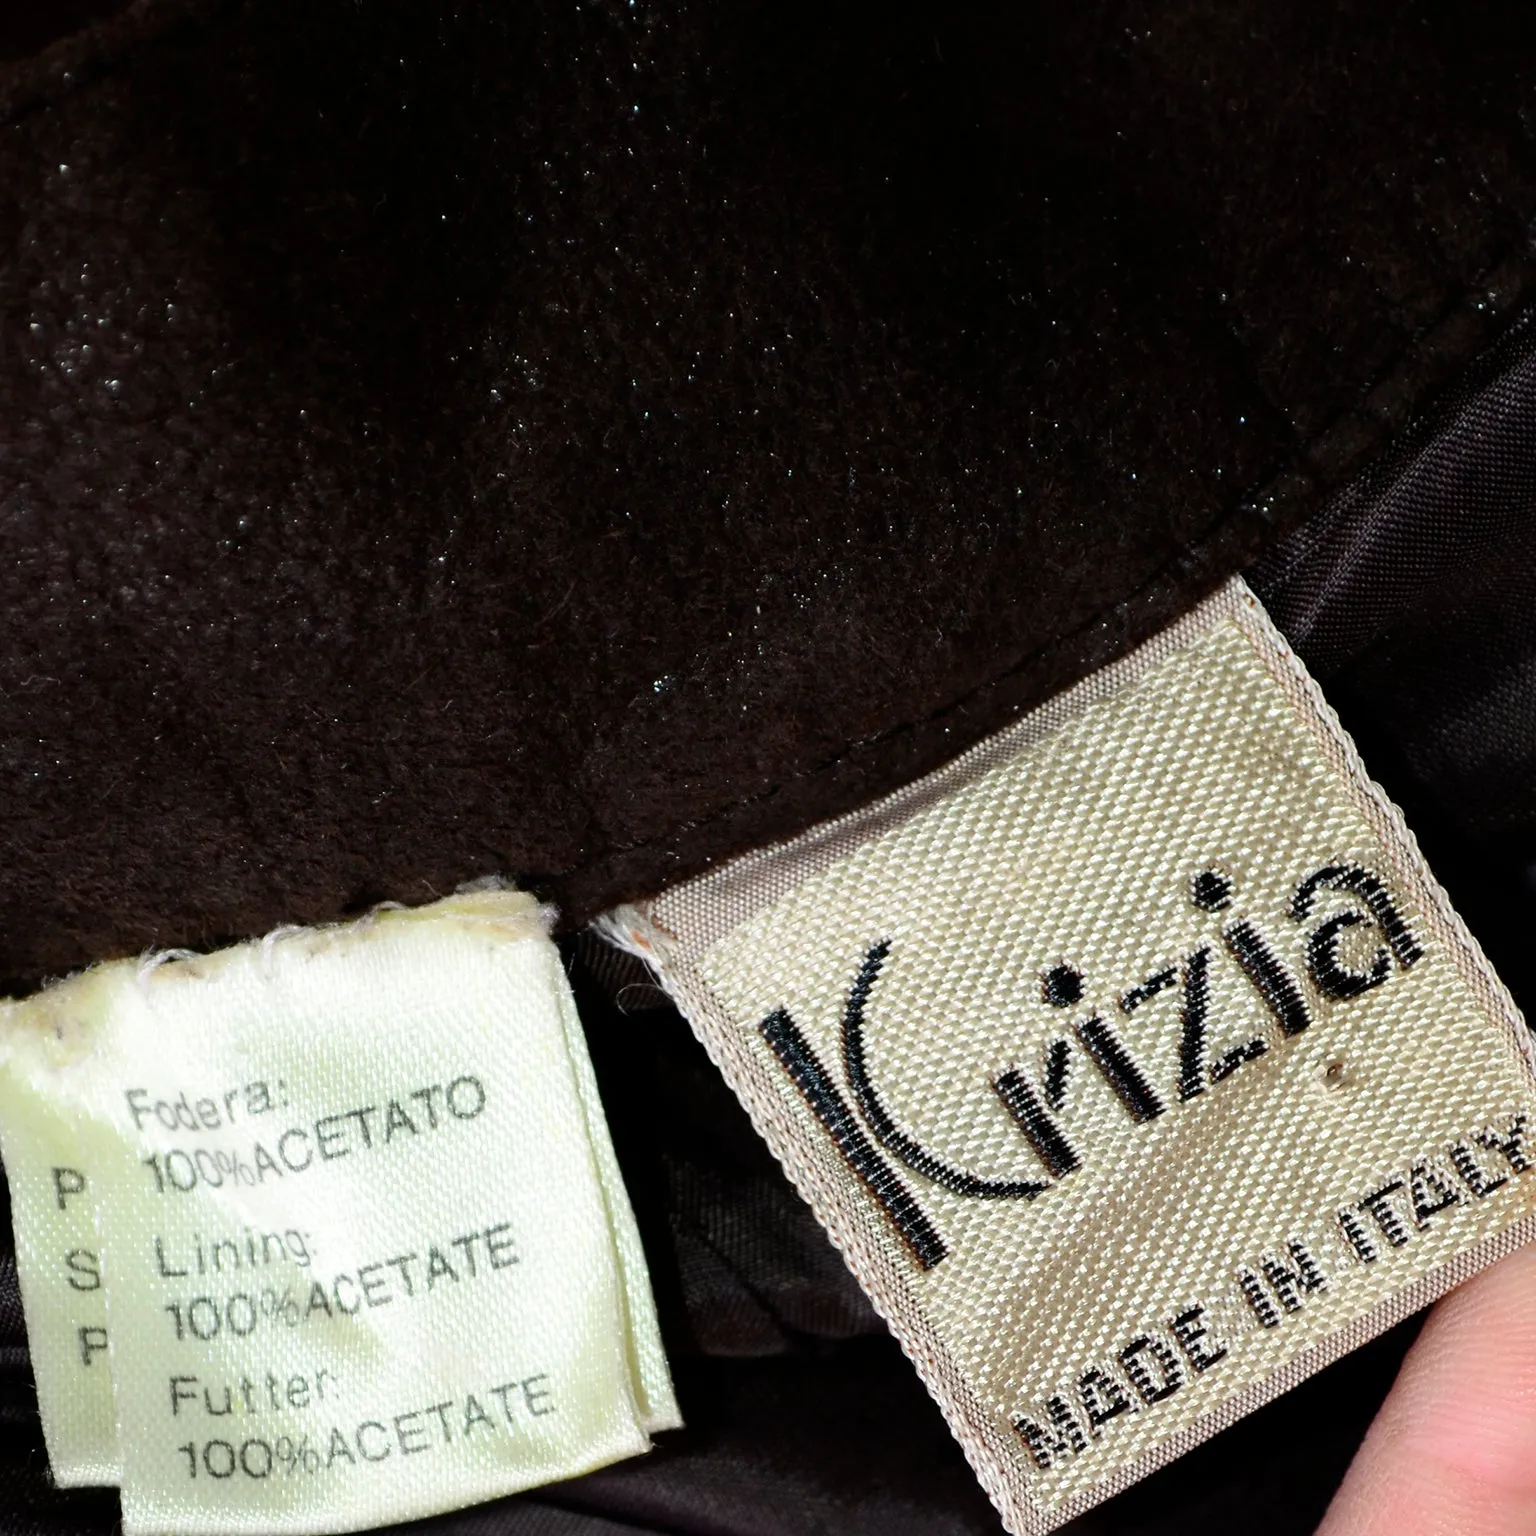 P
S
P
Fodera:
100%ACETATO
Lining:
100%ACETATE
Futter:
100%ACETATE
Krizia
MADE IN ITALY